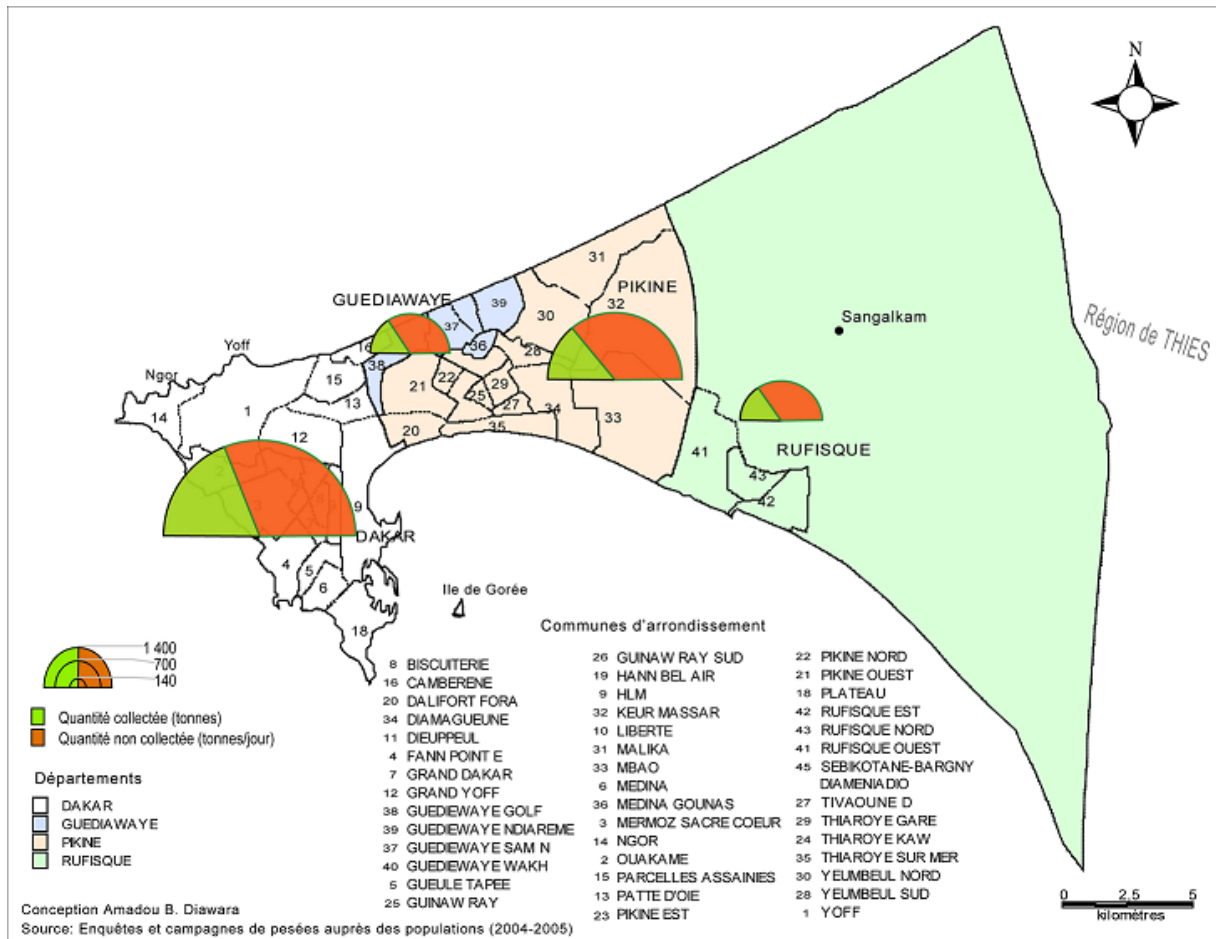 N
31
PIKINE
32
GUEDIAWAYE
39
37
30
36
28
16
38
Yoff
Ngor
15
13
14
1
12
21
22
29
25
27
34
33
35
20
Sangalkam
Région de THIES
RUFISQUE
41
43
42
9
DAKAR
4
5
6
18
Ile de Gorée
1 400
700
140
Quantité collectée (tonnes)
Quantité non collectée (tonnes/jour)
Départements
DAKAR
GUEDIAWAYE
PIKINE
RUFISQUE
Communes d'arrondissement
8 BISCUITERIE
16 CAMBERENE
20 DALIFORT FORA
34 DIAMAGUEUNE
11 DIEUPPEUL
4 FANN POINT E
7 GRAND DAKAR
12 GRAND YOFF
38 GUEDIEWAYE GOLF
39 GUEDIEWAYE NDIAREME
37 GUEDIEWAYE SAM N
40 GUEDIEWAYE WAKH
5 GUEULE TAPEE
25 GUINAW RAY
26 GUINAW RAY SUD
19 HANN BEL AIR
9 HLM
32 KEUR MASSAR
10 LIBERTE
31 MALIKA
33 MBAO
6 MEDINA
36 MEDINA GOUNAS
3 MERMOZ SACRE COEUR
14 NGOR
2 OUAKAME
15 PARCELLES ASSAINIES
13 PATTE D'OIE
23 PIKINE EST
22 PIKINE NORD
21 PIKINE OUEST
18 PLATEAU
42 RUFISQUE EST
43 RUFISQUE NORD
41 RUFISQUE OUEST
45 SEBIKOTANE-BARGNY
DIAMENIADIO
27 TIVAOUNE D
29 THIAROYE GARE
24 THIAROYE KAW
35 THIAROYE SUR MER
30 YEUMBEUL NORD
28 YEUMBEUL SUD
1 YOFF
0 2,5 5
kilomètres
Conception Amadou B. Diawara
Source: Enquêtes et campagnes de pesées auprès des populations (2004-2005)